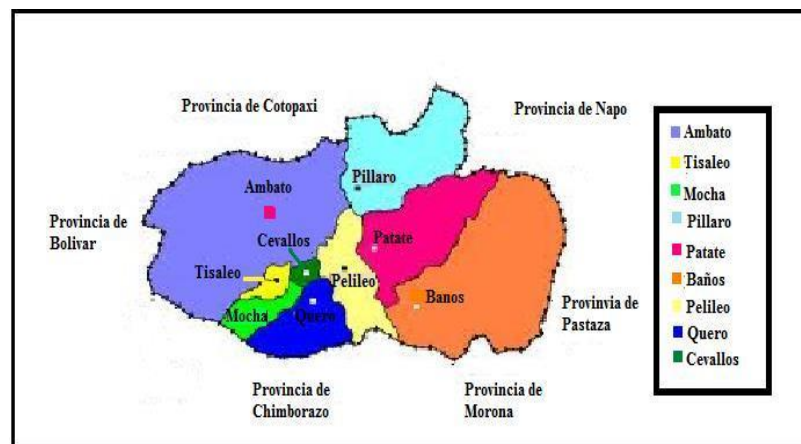 Provincia de Cotopaxi
Provincia de Napo
Pillaro
Ambato
Provincia de
Bolivar
Cevallos
Patate
Tisaleo
Pelileo
Banos
Provinvia de
Pastaza
Mocha
Quero
Provincia de
Chimborazo
Provincia de
Morona
Ambato
Tisaleo
Mocha
Pillaro
Patate
Baños
Pelileo
Quero
Cevallos